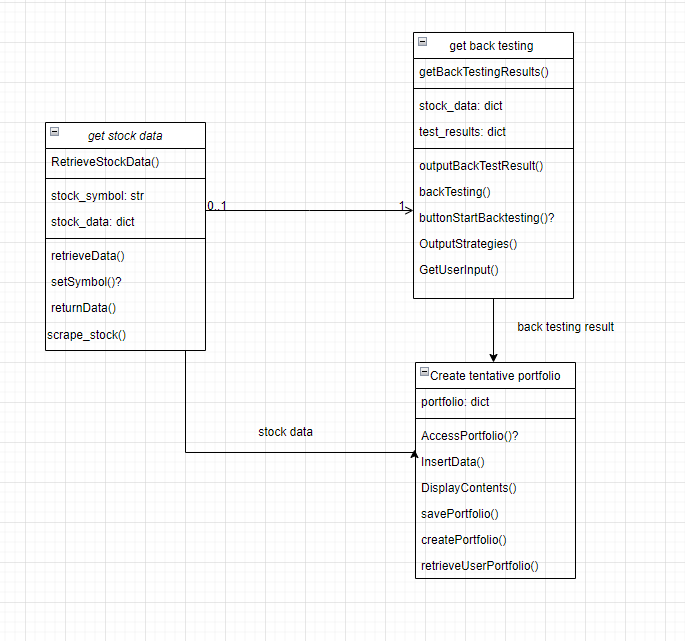 get back testing
getBackTestingResults()
stock_data: dict
test_results: dict
outputBackTestResult()
backTesting()
buttonStartBacktesting()?
OutputStrategies()
GetUserInput()
get stock data
RetrieveStockData()
stock_symbol: str
stock_data: dict
retrieveData()
setSymbol()?
returnData()
scrape_stock()
0..1
1
back testing result
stock data
Create tentative portfolio
portfolio: dict
AccessPortfolio()?
InsertData()
DisplayContents()
savePortfolio()
createPortfolio()
retrieveUserPortfolio()